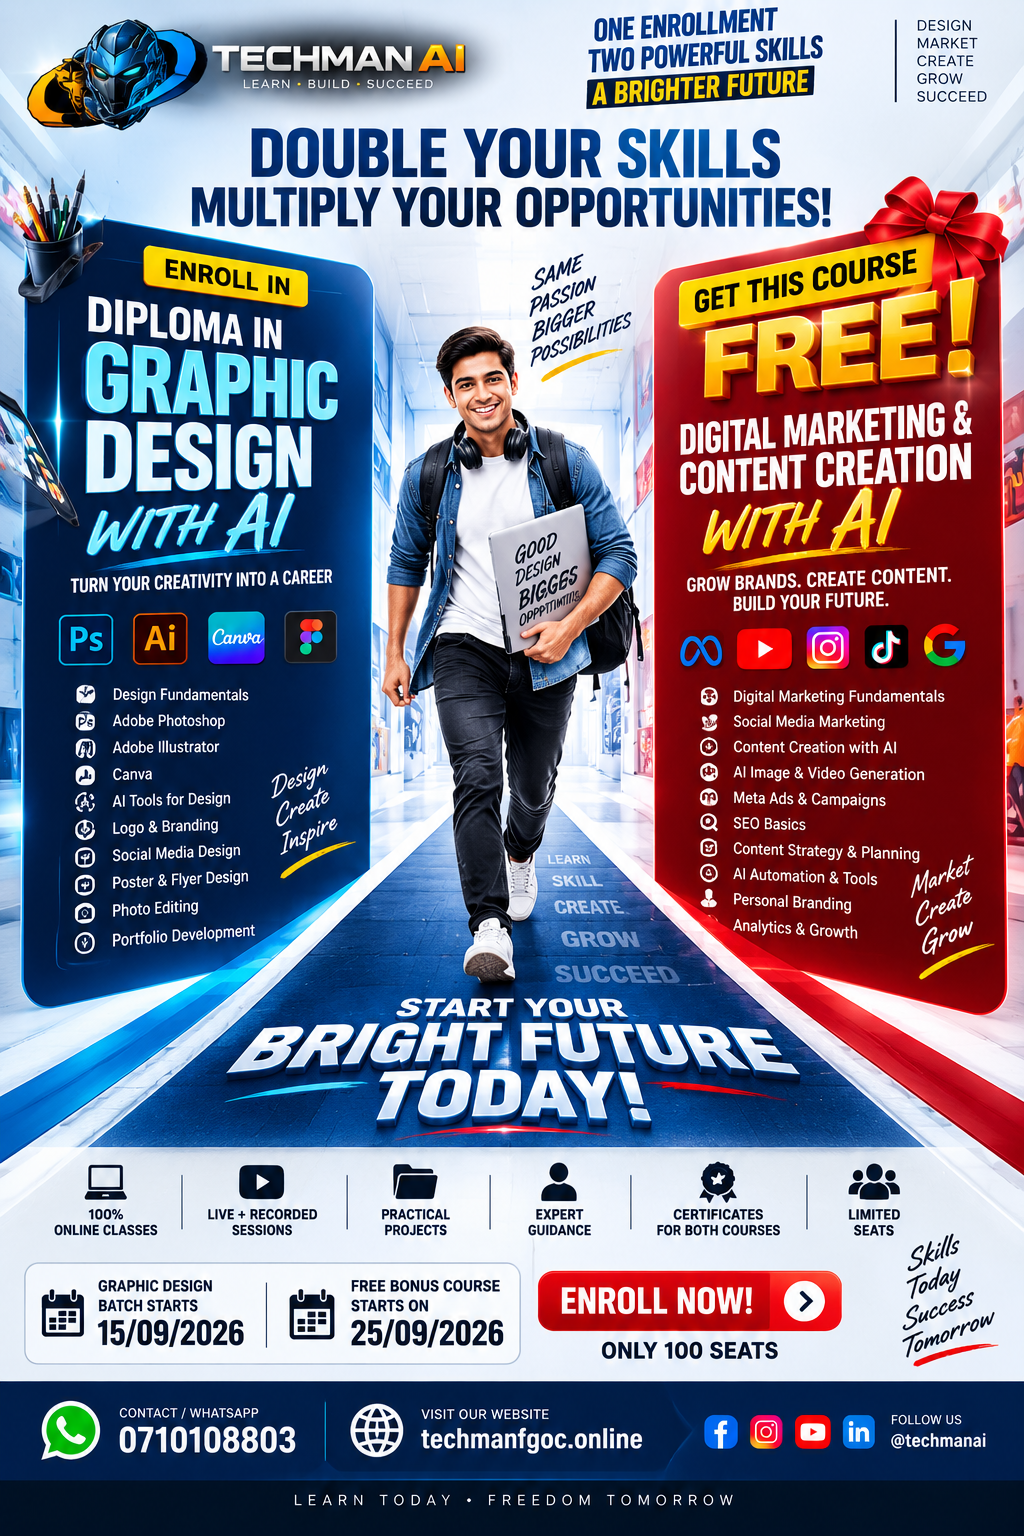 TECHMAN AI
LEARN • BUILD • SUCCEED
ONE ENROLLMENT
TWO POWERFUL SKILLS
A BRIGHTER FUTURE
DESIGN
MARKET
CREATE
GROW
SUCCEED
DOUBLE YOUR SKILLS
MULTIPLY YOUR OPPORTUNITIES!
ENROLL IN
DIPLOMA IN
GRAPHIC
DESIGN
WITH AI
TURN YOUR CREATIVITY INTO A CAREER
Ps
Ai
Canva
Design Fundamentals
Ps
Adobe Photoshop
Adobe Illustrator
Canva
AI Tools for Design
Logo & Branding
Social Media Design
Poster & Flyer Design
Photo Editing
Portfolio Development
Design
Create
Inspire
SAME
PASSION
BIGGER
POSSIBILITIES
GOOD
DESIGN
BIGGES
GET THIS COURSE
FREE!
DIGITAL MARKETING &
CONTENT CREATION
WITH AI
GROW BRANDS. CREATE CONTENT.
BUILD YOUR FUTURE.
Digital Marketing Fundamentals
Social Media Marketing
Content Creation with AI
AI Image & Video Generation
Meta Ads & Campaigns
SEO Basics
Content Strategy & Planning
AI Automation & Tools
Personal Branding
Analytics & Growth
Market
Create
Grow
LEARN
SKILL
CREATE
GROW
SUCCEED
START YOUR
BRIGHT FUTURE
TODAY!
100%
ONLINE CLASSES
LIVE + RECORDED
SESSIONS
PRACTICAL
PROJECTS
EXPERT
GUIDANCE
CERTIFICATES
FOR BOTH COURSES
LIMITED
SEATS
GRAPHIC DESIGN
BATCH STARTS
15/09/2026
FREE BONUS COURSE
STARTS ON
25/09/2026
ENROLL NOW!
ONLY 100 SEATS
Skills
Today
Success
Tomorrow
CONTACT / WHATSAPP
0710108803
VISIT OUR WEBSITE
techmanfgoc.online
FOLLOW US
@techmanai
LEARN TODAY • FREEDOM TOMORROW